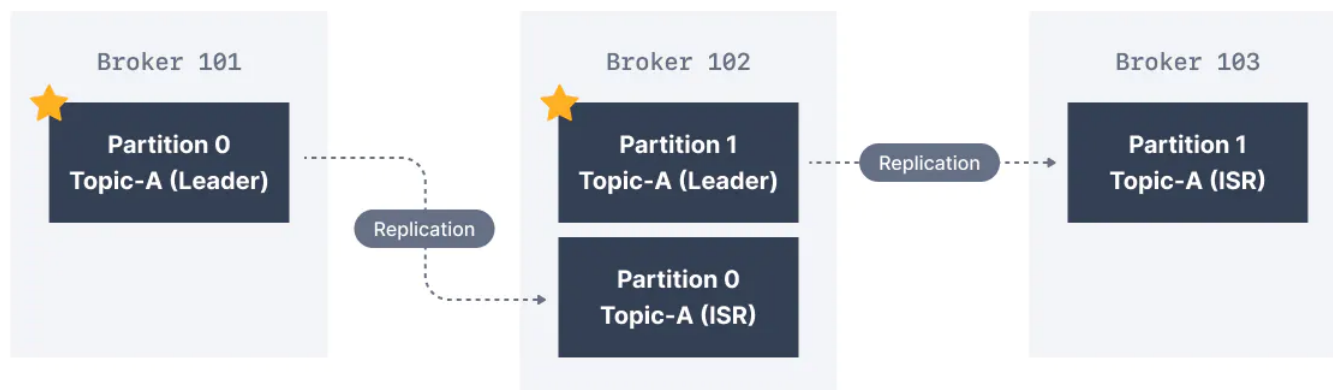 Broker 101
Partition 0
Topic-A (Leader)
Replication
Broker 102
Partition 1
Topic-A (Leader)
Partition 0
Topic-A (ISR)
Replication
Broker 103
Partition 1
Topic-A (ISR)